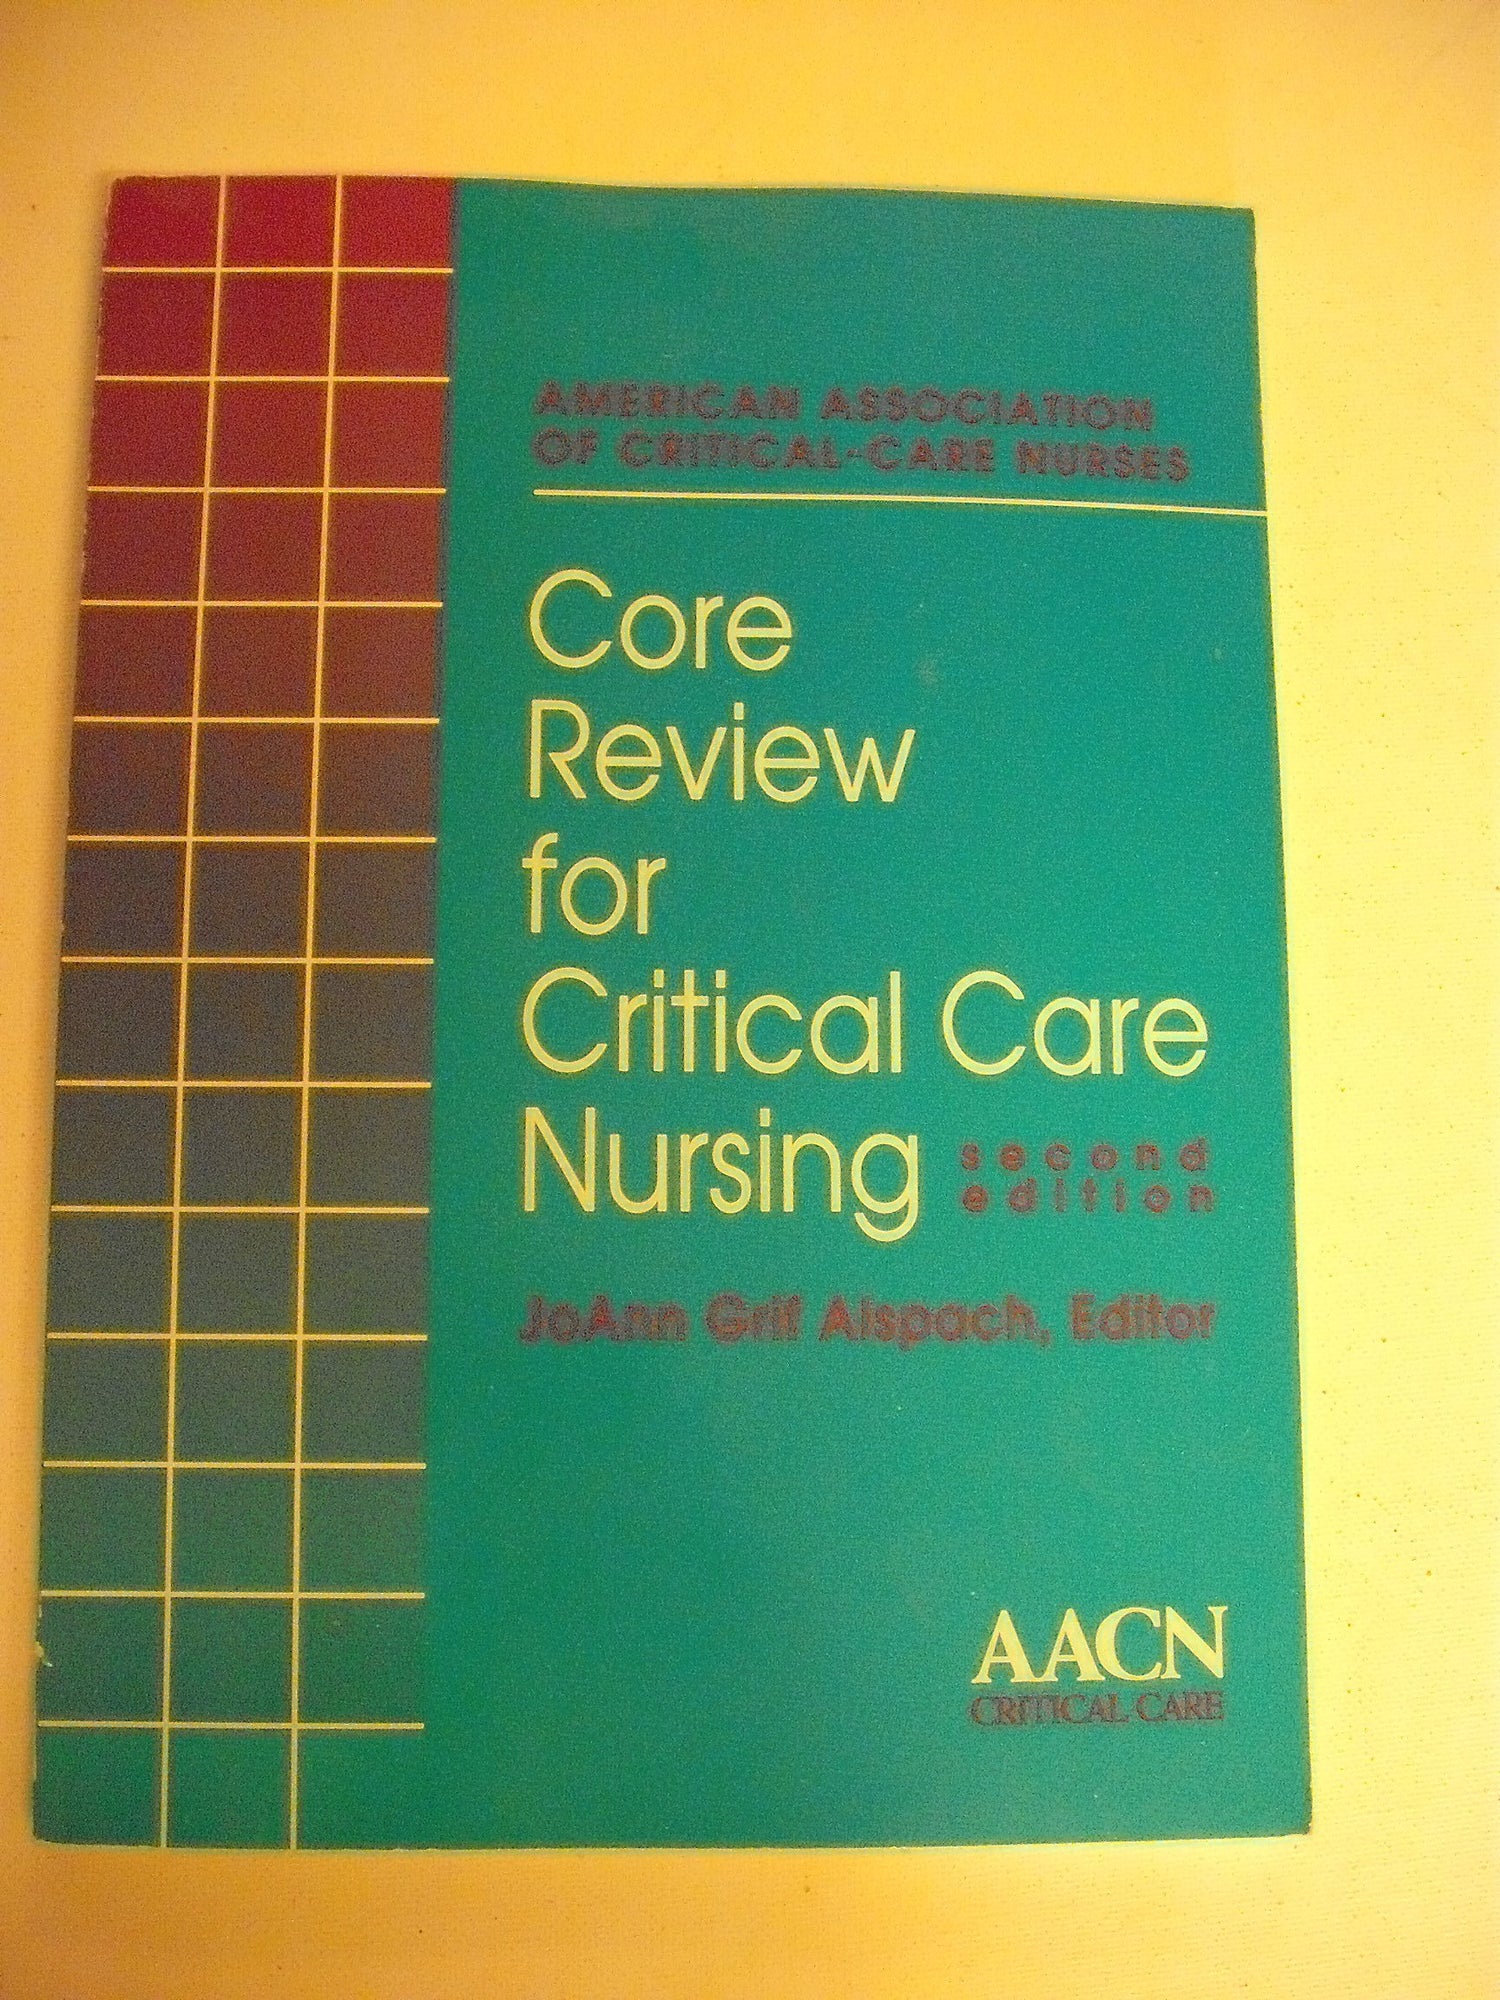 AMERICAN ASSOCIATION
OF CRITICAL-CARE NURSES
Core
Review
for
Critical Care
Nursing
second
edition
JoAnn Grif Alspach, Editor
AACN
CRITICAL CARE